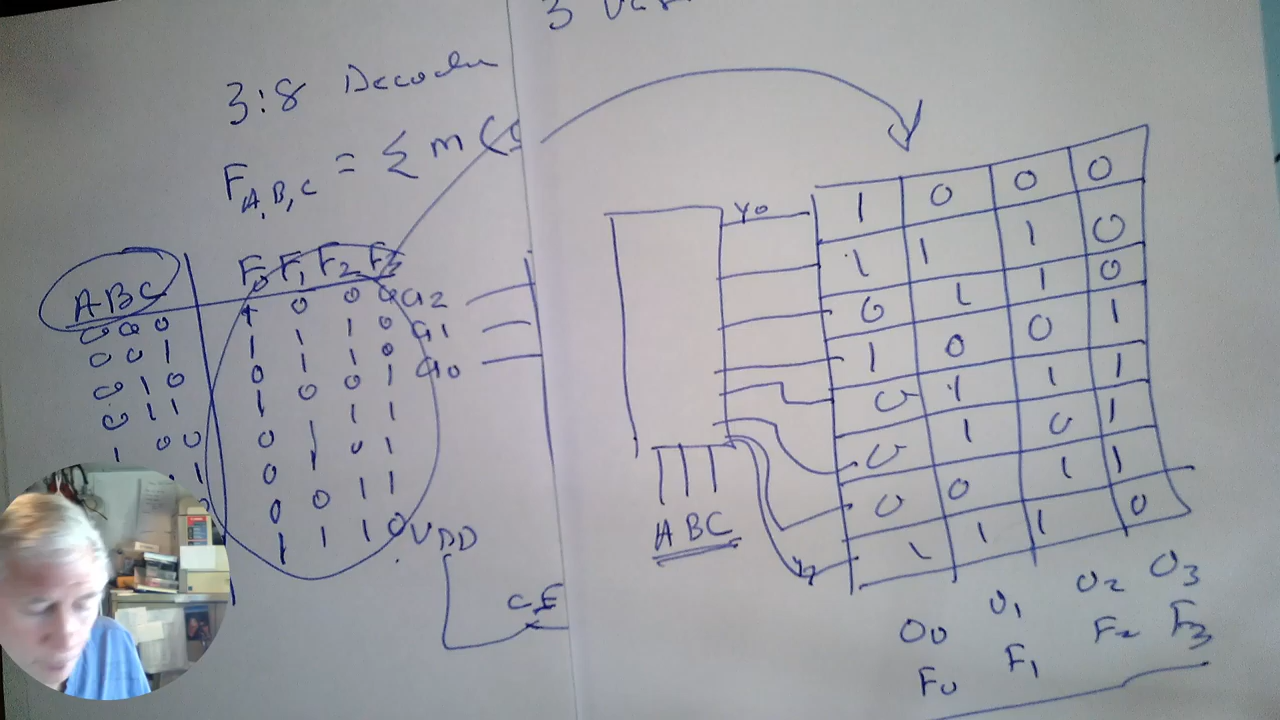 3
3:8 Decoder
F A,B,C = Σ m (
A B C F0 F1 F2 F3
0 0 0 1 0 0 0 a2
0 0 1 1 1 1 0 a1
0 1 0 0 1 1 0 a0
0 1 1 1 0 0 1
1 0 0 0 1 1 1
1 0 1 0 1 0 1
0 0 1 1
1 1 1 0
VDD
CE
Y0
A B C
Y7
1 0 0 0
1 1 1 0
0 1 1 0
1 0 0 1
0 1 1 1
0 1 0 1
0 0 1 1
1 1 1 0
O0 O1 O2 O3
F0 F1 F2 F3